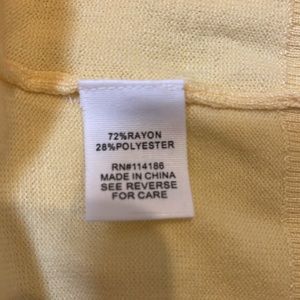 72%RAYON
28%POLYESTER
RN#114186
MADE IN CHINA
SEE REVERSE
FOR CARE